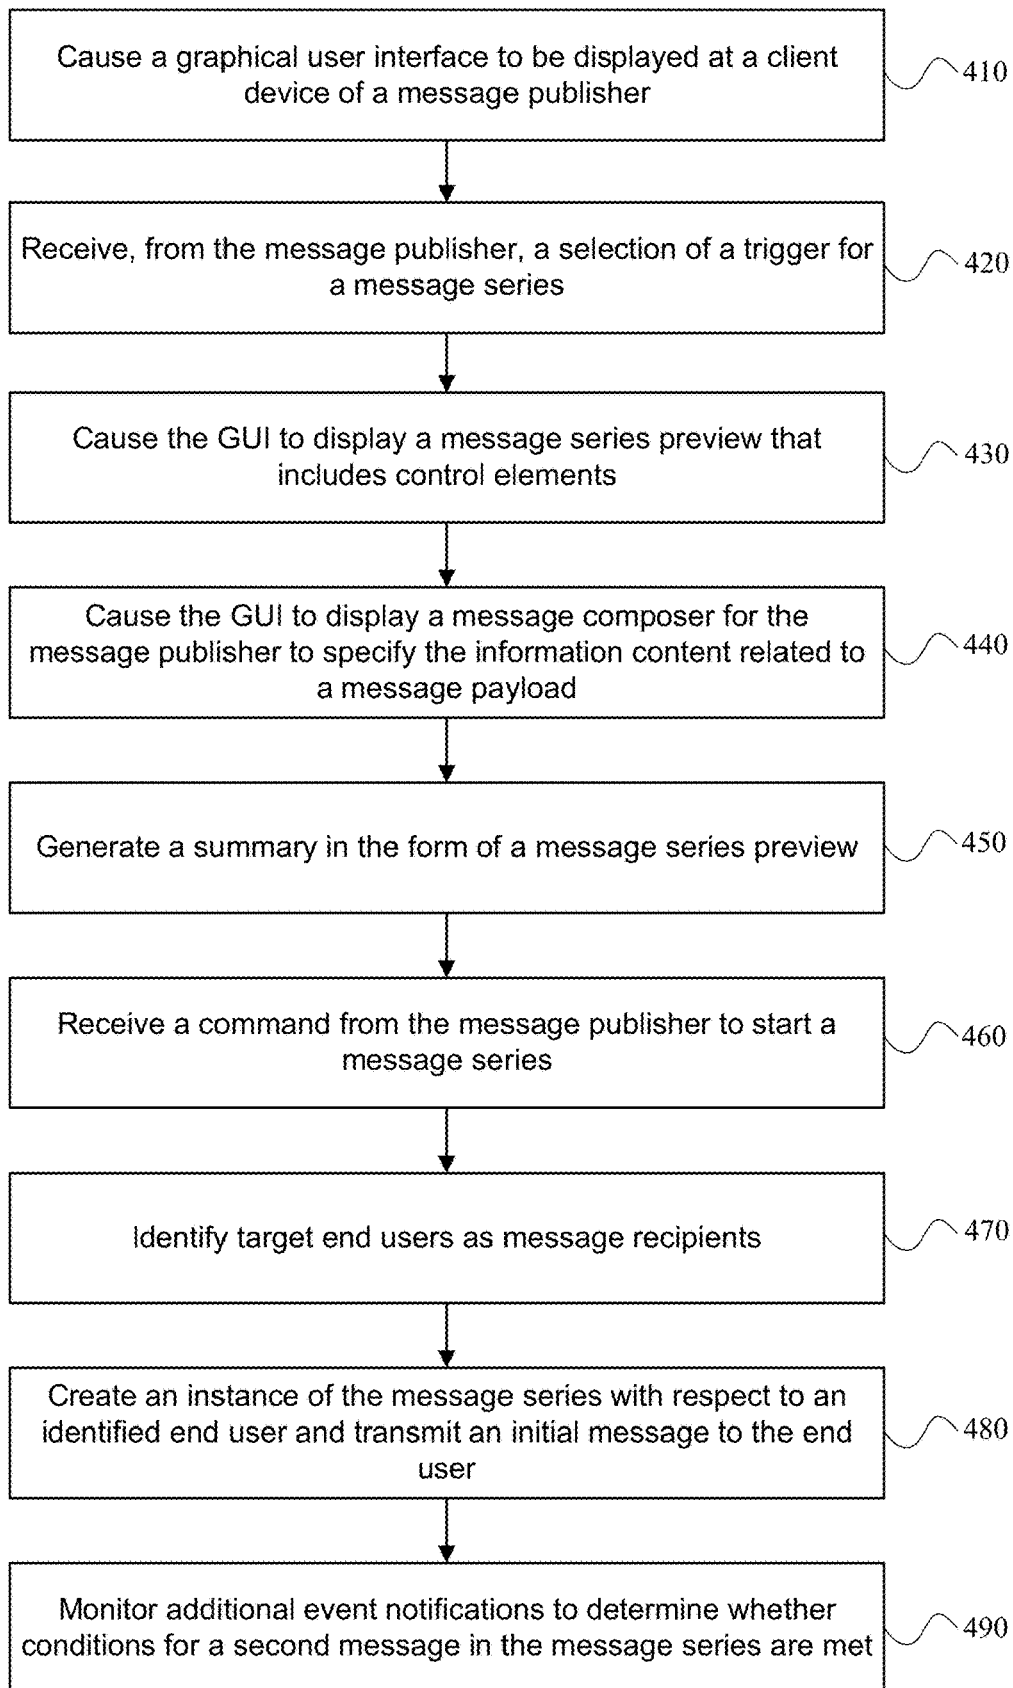 Cause a graphical user interface to be displayed at a client
device of a message publisher
410
Receive, from the message publisher, a selection of a trigger for
a message series
420
Cause the GUI to display a message series preview that
includes control elements
430
Cause the GUI to display a message composer for the
message publisher to specify the information content related to
a message payload
440
Generate a summary in the form of a message series preview
450
Receive a command from the message publisher to start a
message series
460
Identify target end users as message recipients
470
Create an instance of the message series with respect to an
identified end user and transmit an initial message to the end
user
480
Monitor additional event notifications to determine whether
conditions for a second message in the message series are met
490